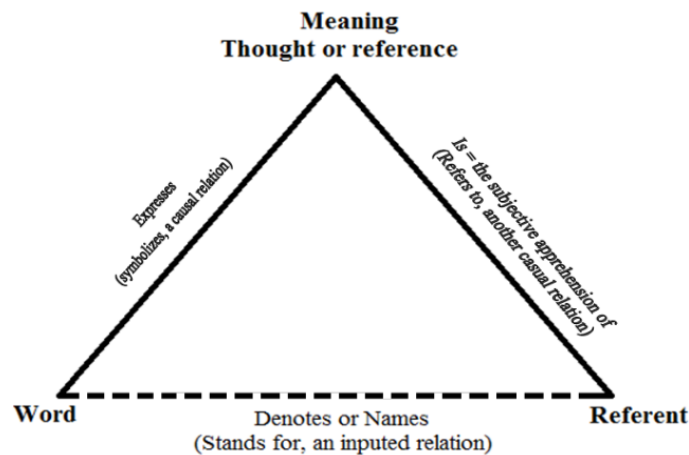 Meaning
Thought or reference
Expresses
(symbolizes, a causal relation)
Is = the subjective apprehension of
(Refers to, another casual relation)
Word
Denotes or Names
(Stands for, an inputed relation)
Referent